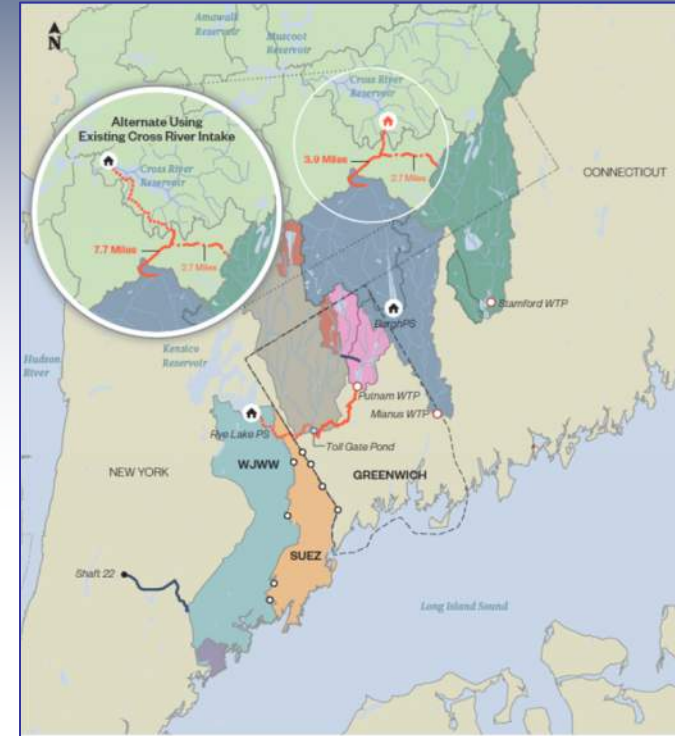 N
Amawalk
Reservoir
Muscoot
Reservoir
Alternate Using
Existing Cross River Intake
Cross River
Reservoir
7.7 Miles
2.7 Miles
Cross River
Reservoir
3.9 Miles
2.7 Miles
CONNECTICUT
Stamford WTP
BarghPS
Kensico
Reservoir
Hudson
River
Putnam WTP
Mianus WTP
Rye Lake PS
Toll Gate Pond
WJWW
GREENWICH
NEW YORK
SUEZ
Shaft 22
Long Island Sound